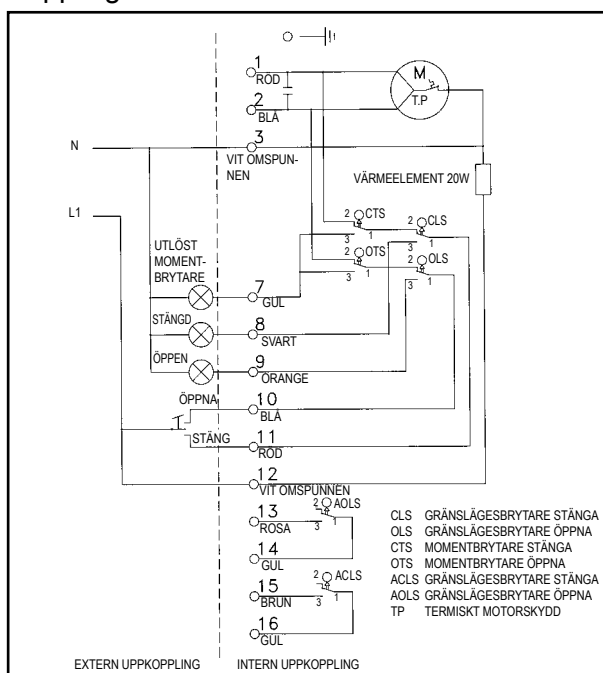 1
RÖD
M
T.P
2
BLÅ
N
3
VIT OMSPUN-
NEN
VÄRMEELEMENT 20W
L1
2 CTS
1
3
2 CLS
1
3
2 OTS
1
3
2 OLS
1
3
UTLÖST
MOMENT-
BRYTARE
7
GUL
STÄNGD
8
SVART
ÖPPEN
9
ORANGE
ÖPPNA
10
BLÅ
STÄNG
11
RÖD
12
VIT OMSPUNNEN
13
ROSA
2 AOLS
3 1
14
GUL
15
BRUN
2 ACLS
3 1
16
GUL
CLS GRÄNSLÄGESBRYTARE STÄNGA
OLS GRÄNSLÄGESBRYTARE ÖPPNA
CTS MOMENTBRYTARE STÄNGA
OTS MOMENTBRYTARE ÖPPNA
ACLS GRÄNSLÄGESBRYTARE STÄNGA
AOLS GRÄNSLÄGESBRYTARE ÖPPNA
TP TERMISKT MOTORSKYDD
EXTERN UPPKOPPLING
INTERN UPPKOPPLING